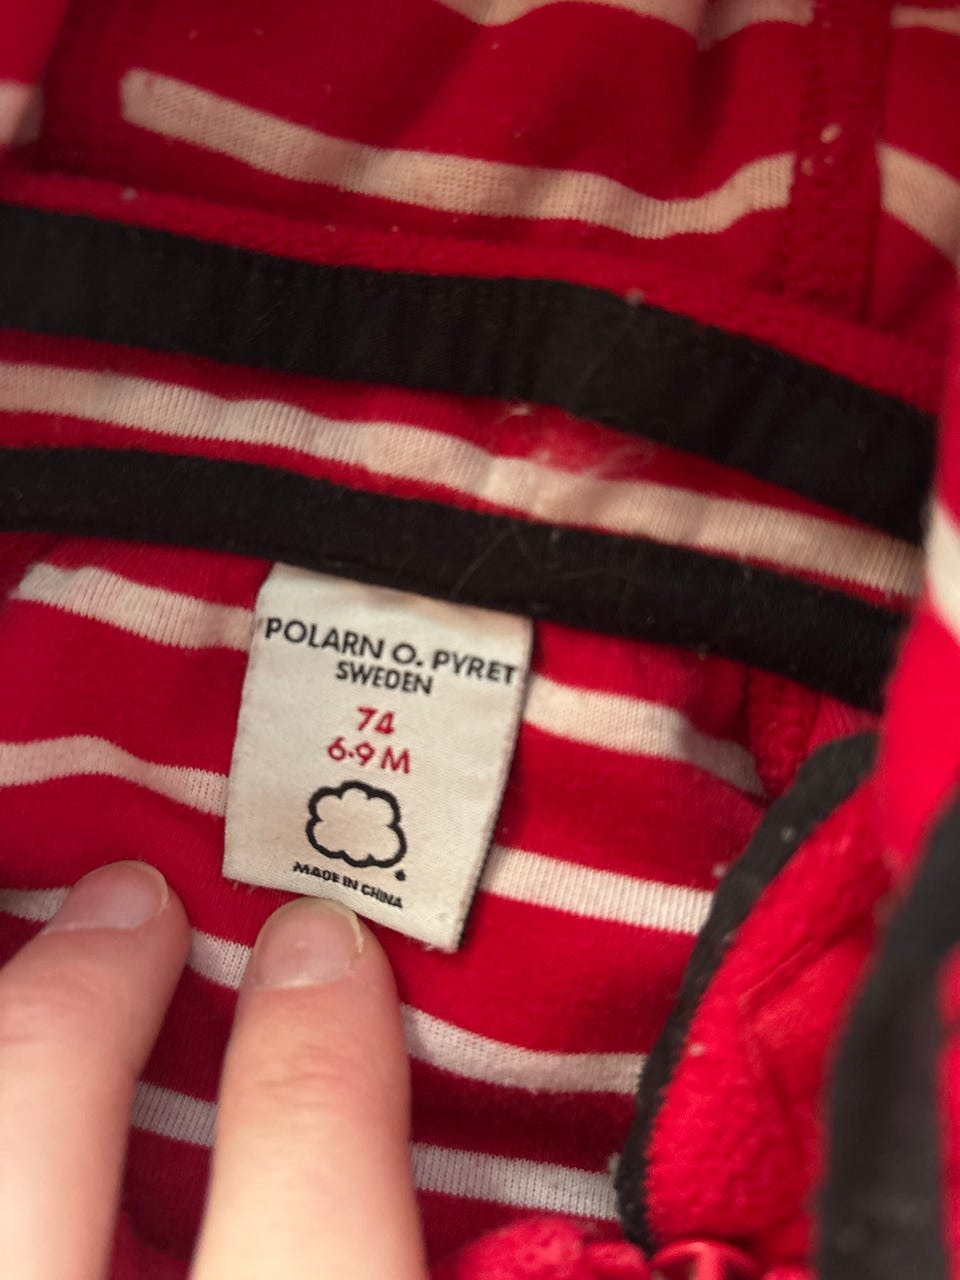 POLARN O. PYRET
SWEDEN
74
6-9 M
MADE IN CHINA